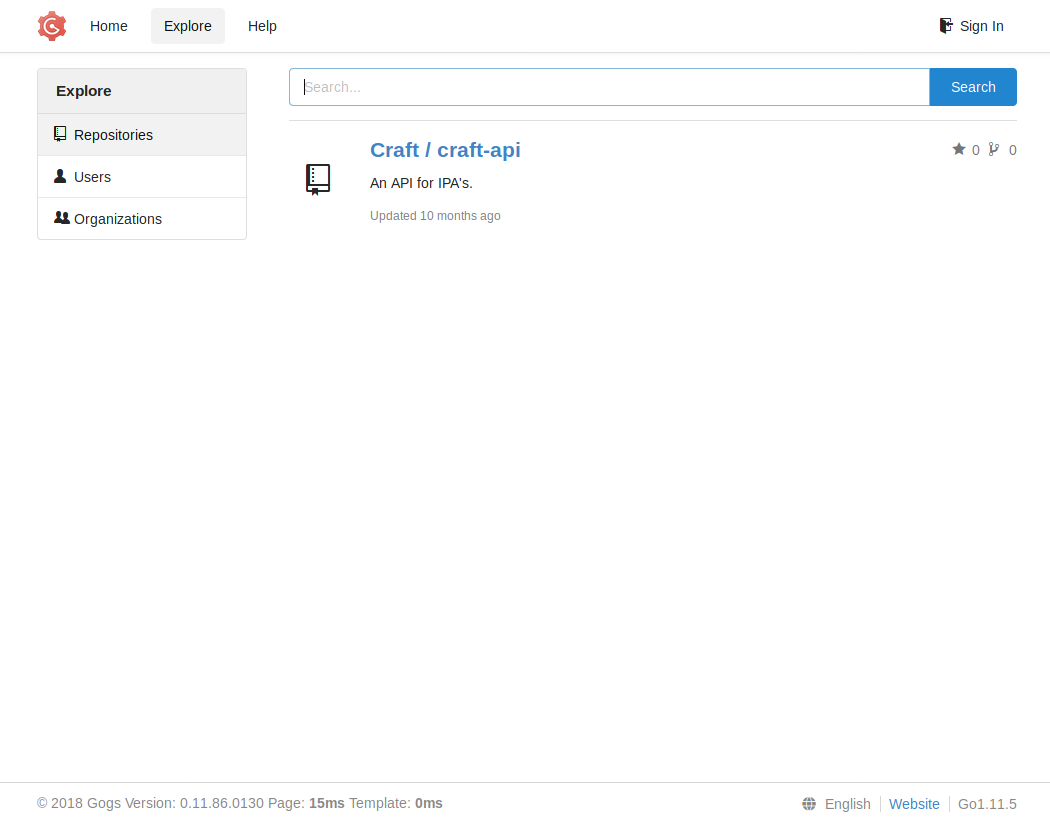 Home Explore Help Sign In
Explore
Repositories
Users
Organizations
Search... Search
Craft / craft-api 0 0
An API for IPA's.
Updated 10 months ago
© 2018 Gogs Version: 0.11.86.0130 Page: 15ms Template: 0ms English Website Go1.11.5